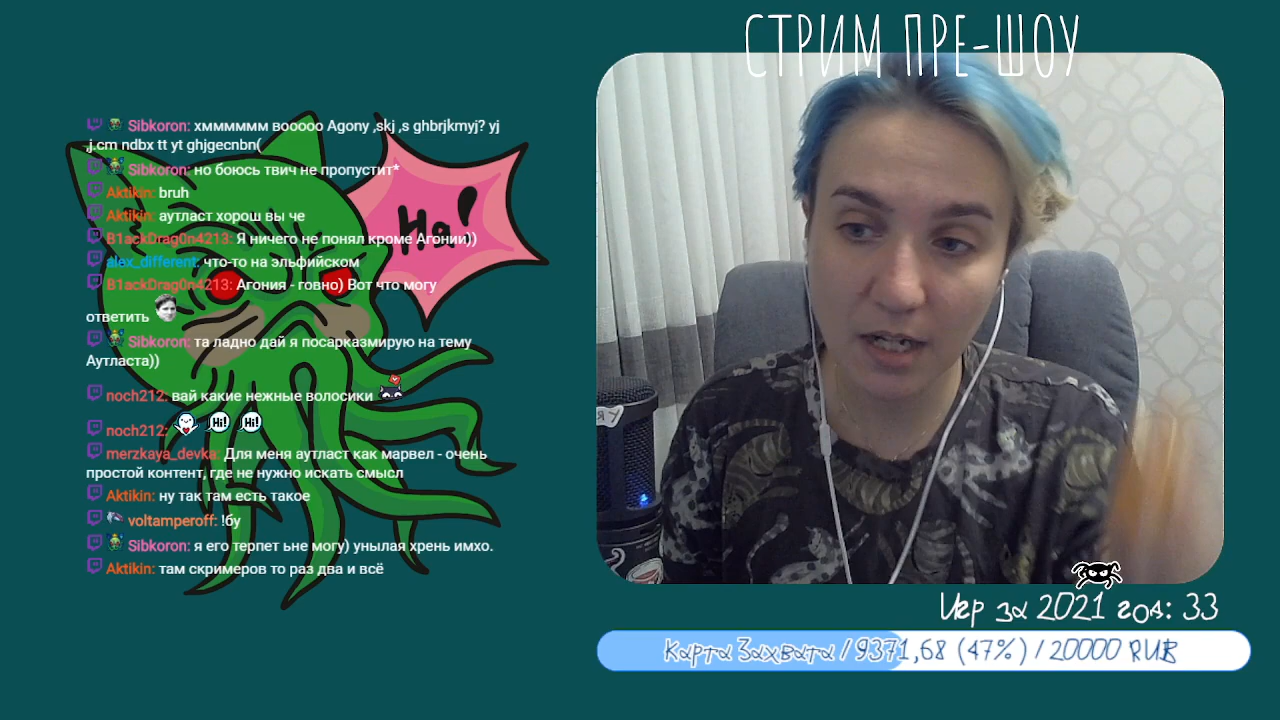 СТРИМ ПРЕ-ШОУ
Sibkoron: хмммммм вооооо Agony ,skj ,s ghbrjkmyj? yj
,j.cm ndbx tt yt ghjgecnbn(
Sibkoron: но боюсь твич не пропустит*
Aktikin: bruh
Aktikin: аутласт хорош вы че
B1ackDrag0n4213: Я ничего не понял кроме Агонии))
alex_different: что-то на эльфийском
B1ackDrag0n4213: Агония - говно) Вот что могу
ответить
Sibkoron: та ладно дай я посарказмирую на тему
Аутласта))
noch212: вай какие нежные волосики
noch212: Hi! Hi!
merzkaya_devka: Для меня аутласт как марвел - очень
простой контент, где не нужно искать смысл
Aktikin: ну так там есть такое
voltamperoff: !бу
Sibkoron: я его терпет ьне могу) унылая хрень имхо.
Aktikin: там скримеров то раз два и всё
На!
Игр за 2021 год: 33
Карта Захвата / 9371,68 (47%) / 20000 RUB